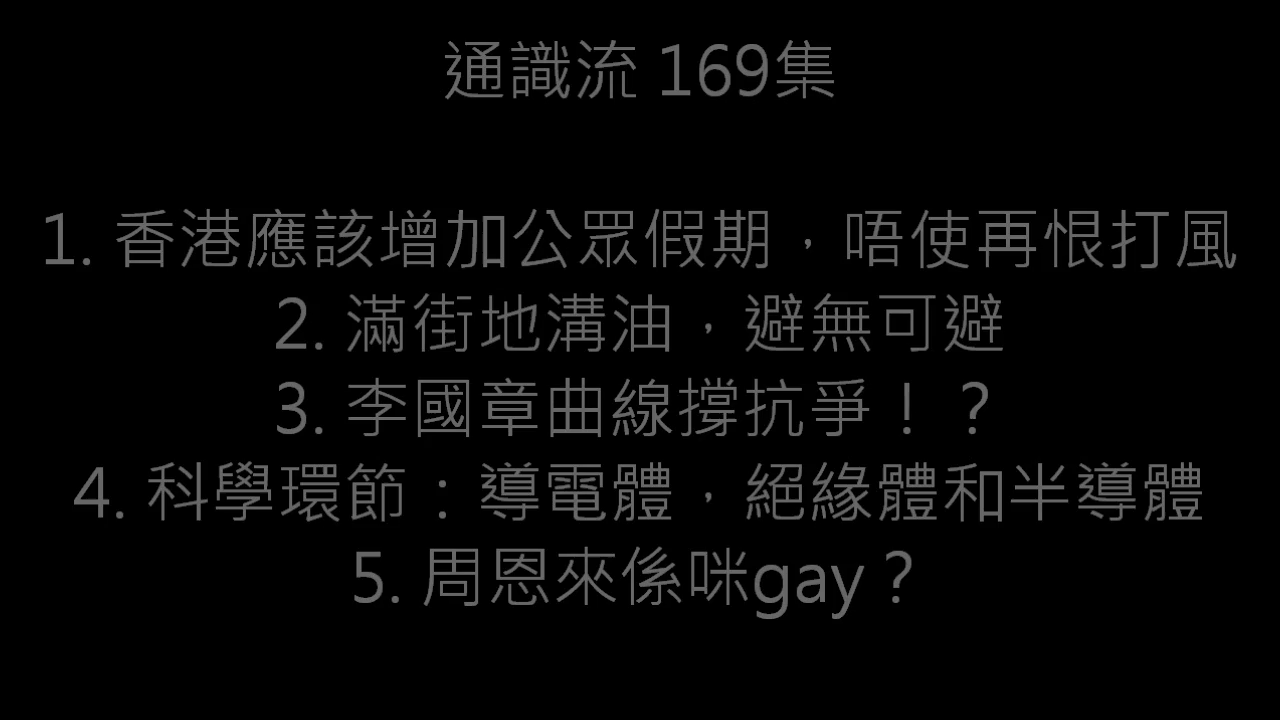 通識流 169集
1. 香港應該增加公眾假期，唔使再恨打風
2. 滿街地溝油，避無可避
3. 李國章曲線撐抗爭！？
4. 科學環節：導電體，絕緣體和半導體
5. 周恩來係咪gay？